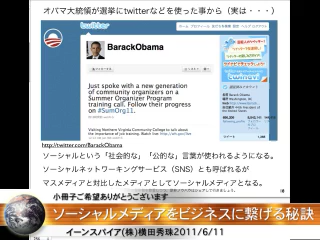 オバマ大統領が選挙にtwitterなどを使った事から（実は・・・）
twitter
BarackObama
Just spoke with a new generation
of community organizers on a
Summer Organizer Program
training call. Follow their progress
on #SumOrg11.
Visiting Northern Virginia Community College to talk about
http://twitter.com/BarackObama
ソーシャルという「社会的な」「公的な」言葉が使われるようになる。
ソーシャルネットワーキングサービス（SNS）とも呼ばれるが
マスメディアと対比したメディアとしてソーシャルメディアとなる。
小冊子ご希望ありがとうございます
ソーシャルメディアをビジネスに繋げる秘訣
イーンスパイア(株)横田秀珠2011/6/11